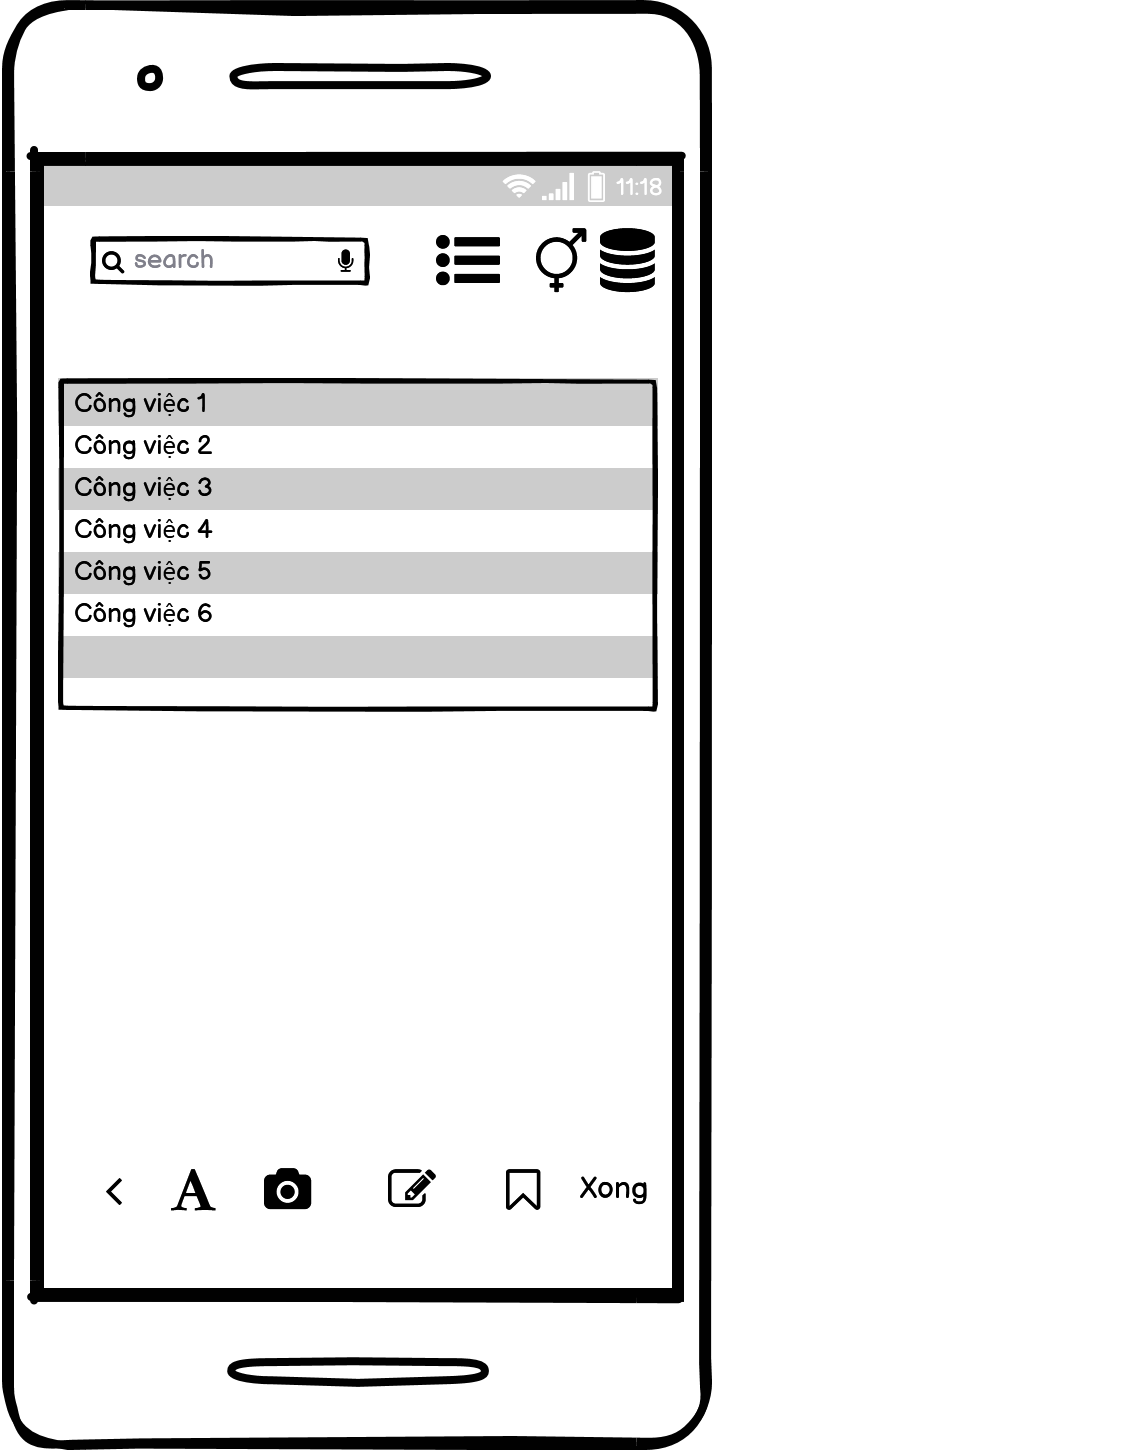 11:18
search
Công việc 1
Công việc 2
Công việc 3
Công việc 4
Công việc 5
Công việc 6
A
Xong